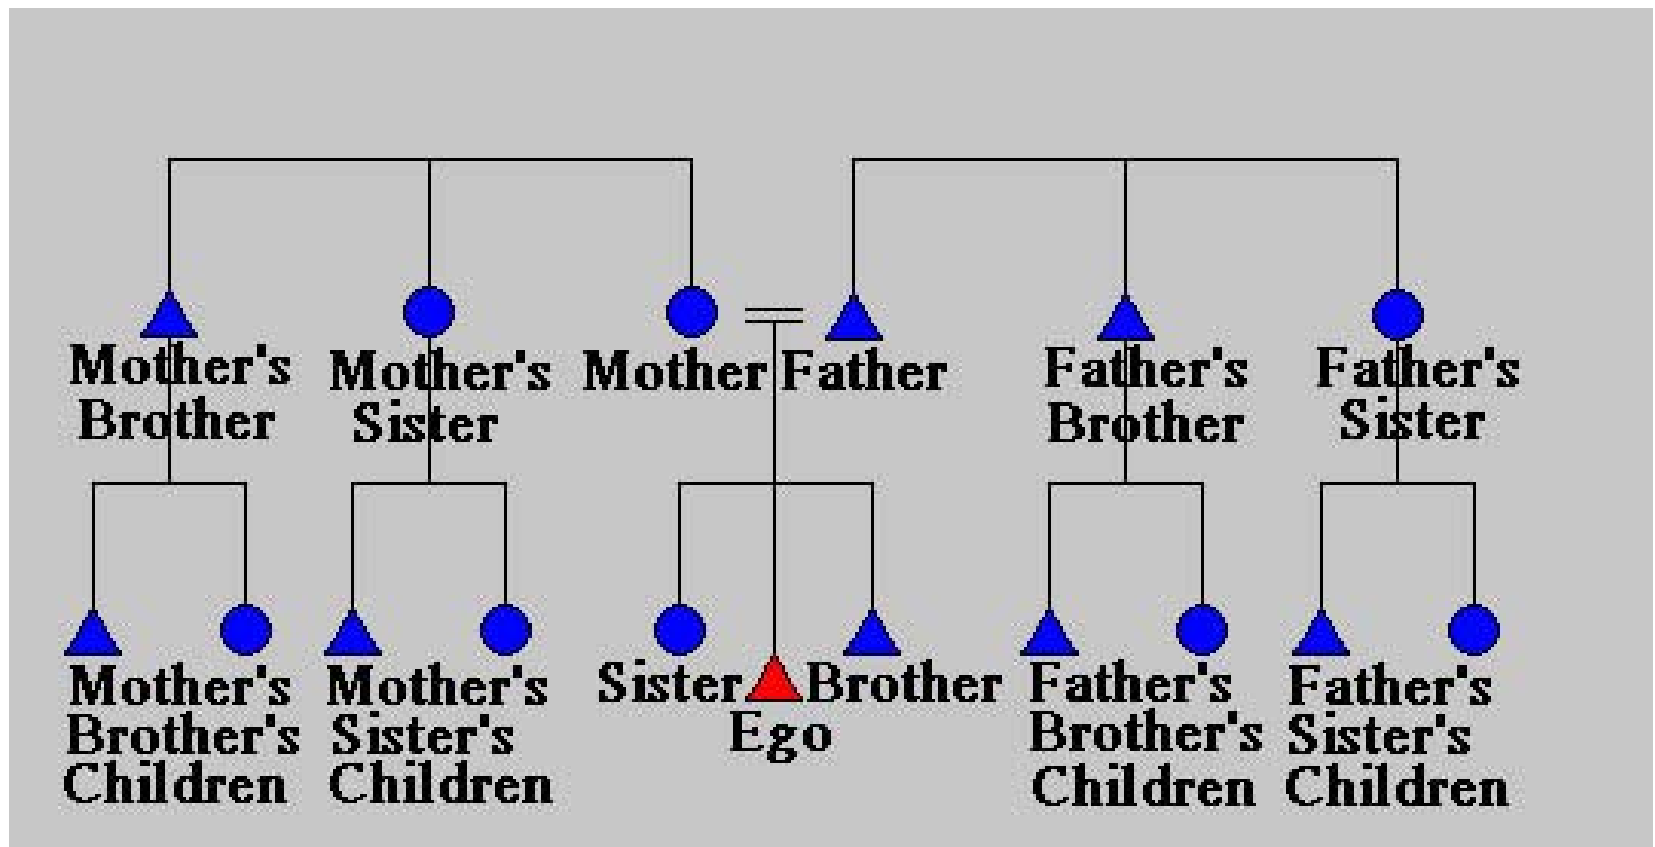 Mother's
Brother
Mother's
Sister
Mother
Father
Father's
Brother
Father's
Sister
Mother's
Brother's
Children
Mother's
Sister's
Children
Sister
Ego
Brother
Father's
Brother's
Children
Father's
Sister's
Children